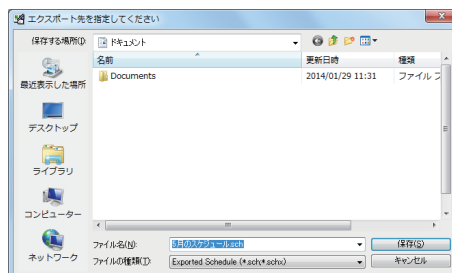 エクスポート先を指定してください
保存する場所(I): ドキュメント
名前 更新日時 種類
Documents 2014/01/29 11:31 ファイル フ
最近表示した場所
デスクトップ
ライブラリ
コンピューター
ネットワーク
ファイル名(N): 5月のスケジュール.sch 保存(S)
ファイルの種類(T): Exported Schedule (*.sch;*.schx) キャンセル